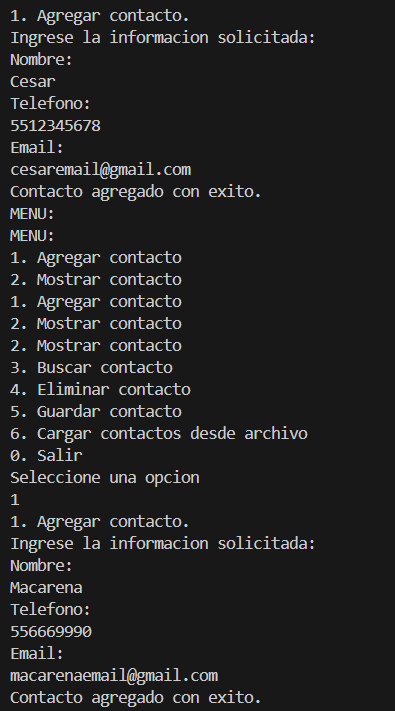 1. Agregar contacto.
Ingrese la informacion solicitada:
Nombre:
Cesar
Telefono:
5512345678
Email:
cesaremail@gmail.com
Contacto agregado con exito.
MENU:
MENU:
1. Agregar contacto
2. Mostrar contacto
1. Agregar contacto
2. Mostrar contacto
2. Mostrar contacto
3. Buscar contacto
4. Eliminar contacto
5. Guardar contacto
6. Cargar contactos desde archivo
0. Salir
Seleccione una opcion
1
1. Agregar contacto.
Ingrese la informacion solicitada:
Nombre:
Macarena
Telefono:
556669990
Email:
macarenaemail@gmail.com
Contacto agregado con exito.